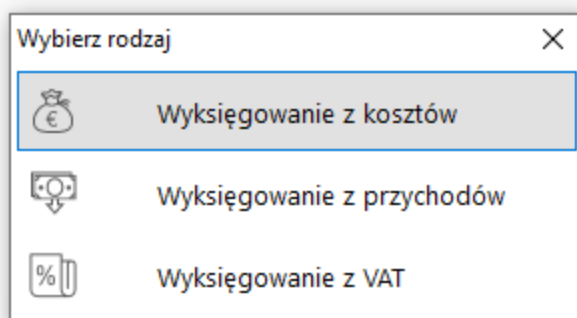 Wybierz rodzaj
Wyksięgowanie z kosztów
Wyksięgowanie z przychodów
Wyksięgowanie z VAT